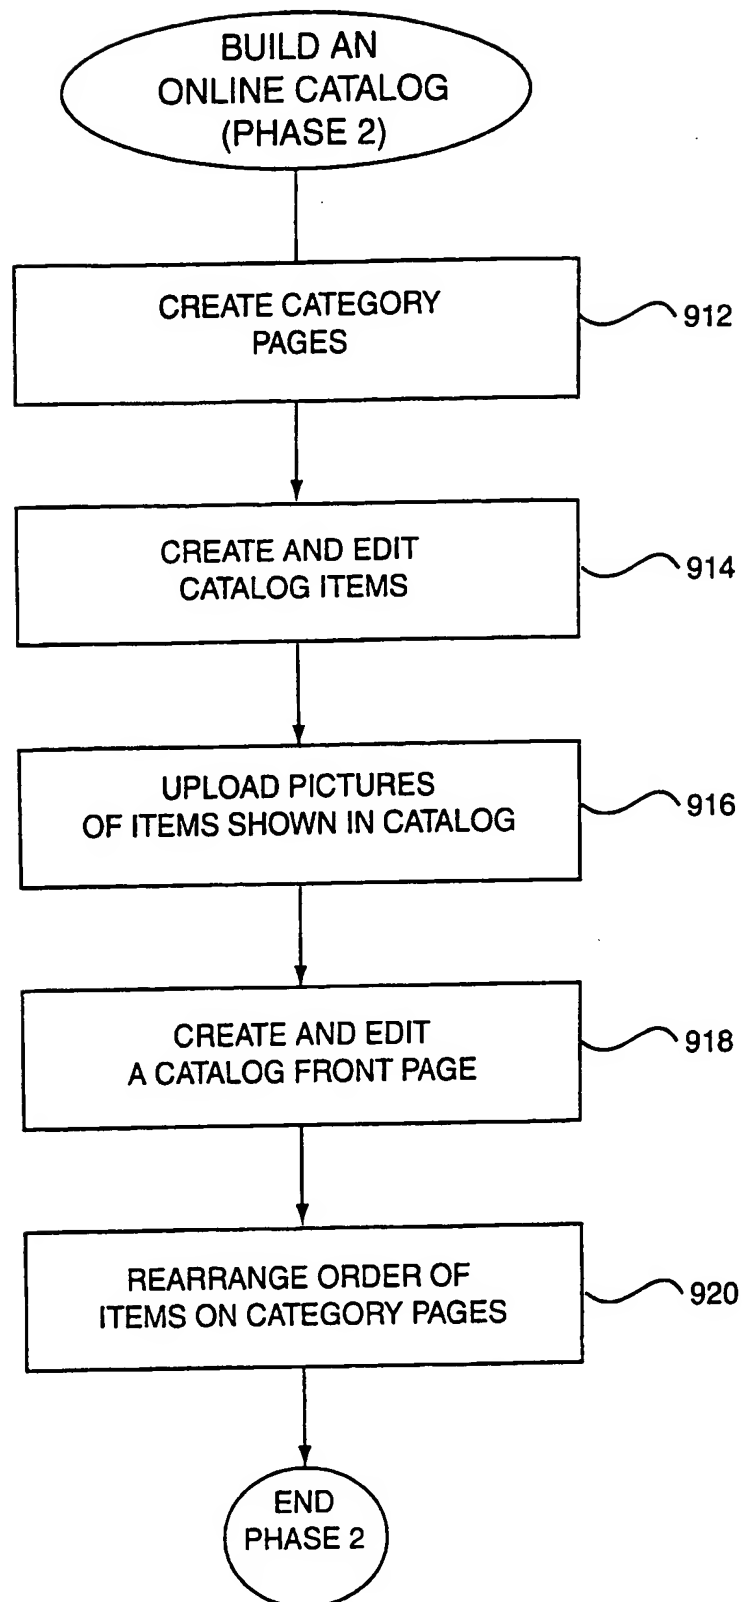 BUILD AN
ONLINE CATALOG
(PHASE 2)
CREATE CATEGORY
PAGES
912
CREATE AND EDIT
CATALOG ITEMS
914
UPLOAD PICTURES
OF ITEMS SHOWN IN CATALOG
916
CREATE AND EDIT
A CATALOG FRONT PAGE
918
REARRANGE ORDER OF
ITEMS ON CATEGORY PAGES
920
END
PHASE 2